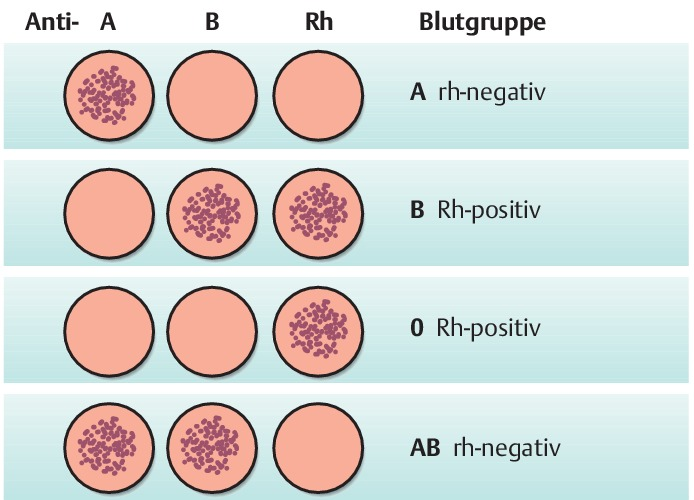 Anti- A B Rh Blutgruppe
A rh-negativ
B Rh-positiv
0 Rh-positiv
AB rh-negativ